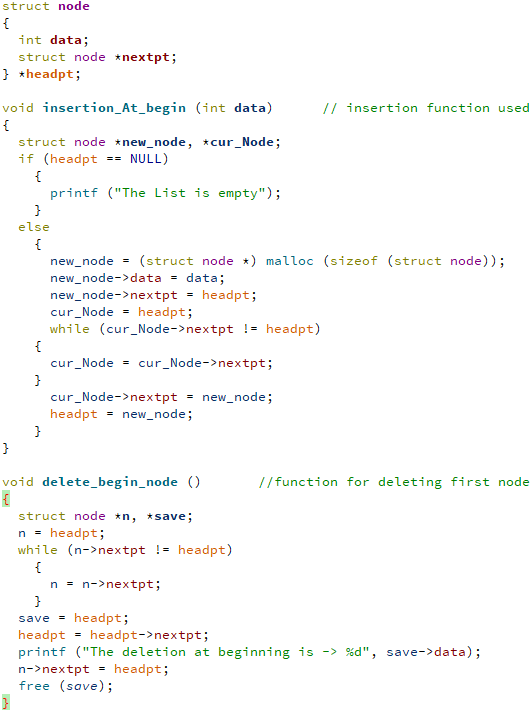 struct node
{
  int data;
  struct node *nextpt;
} *headpt;

void insertion_At_begin (int data)      // insertion function used
{
  struct node *new_node, *cur_Node;
  if (headpt == NULL)
    {
      printf ("The List is empty");
    }
  else
    {
      new_node = (struct node *) malloc (sizeof (struct node));
      new_node->data = data;
      new_node->nextpt = headpt;
      cur_Node = headpt;
      while (cur_Node->nextpt != headpt)
    {
      cur_Node = cur_Node->nextpt;
    }
      cur_Node->nextpt = new_node;
      headpt = new_node;
    }
}

void delete_begin_node ()       //function for deleting first node
{
  struct node *n, *save;
  n = headpt;
  while (n->nextpt != headpt)
    {
      n = n->nextpt;
    }
  save = headpt;
  headpt = headpt->nextpt;
  printf ("The deletion at beginning is -> %d", save->data);
  n->nextpt = headpt;
  free (save);
}